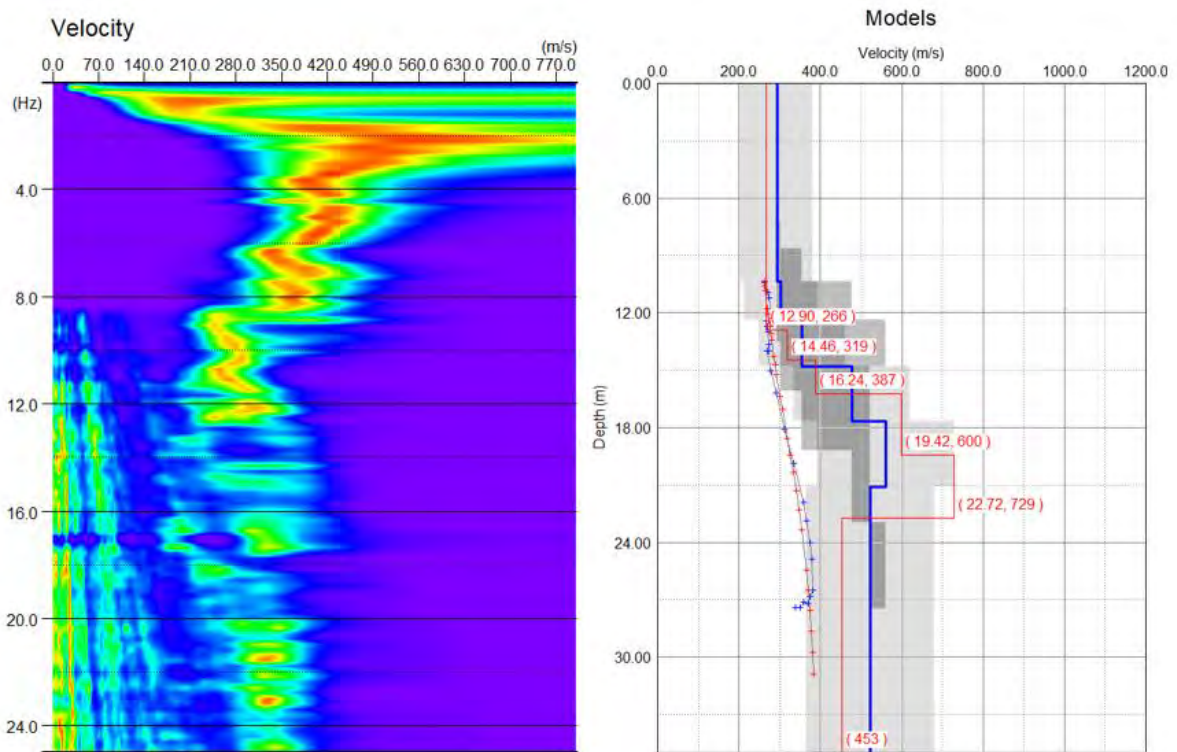 Velocity
(m/s)
0.0 70.0 140.0 210.0 280.0 350.0 420.0 490.0 560.0 630.0 700.0 770.0
(Hz)
4.0
8.0
12.0
16.0
20.0
24.0
Models
Velocity (m/s)
0.0 200.0 400.0 600.0 800.0 1000.0 1200.0
0.00
6.00
12.00
18.00
24.00
30.00
Depth (m)
( 12.90, 266 )
( 14.46, 319 )
( 16.24, 387 )
( 19.42, 600 )
( 22.72, 729 )
( 453 )